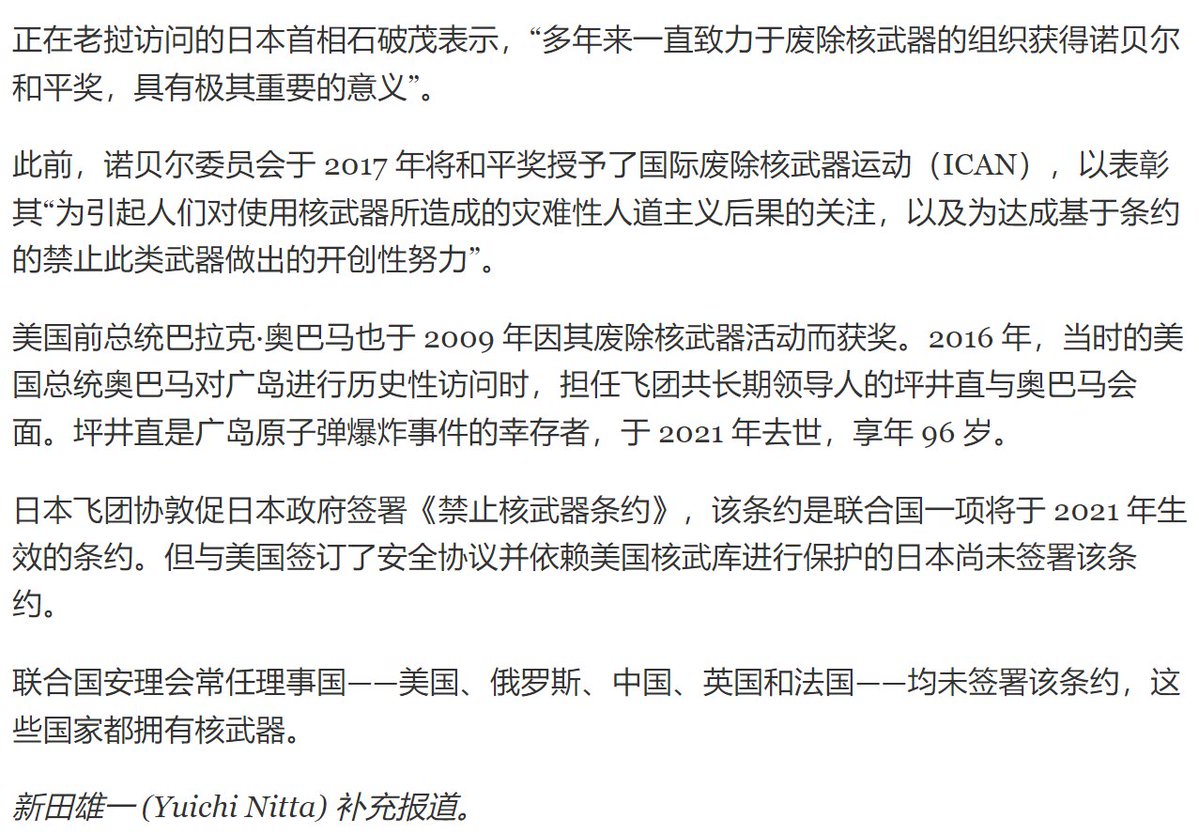 正在老挝访问的日本首相石破茂表示，“多年来一直致力于废除核武器的组织获得诺贝尔
和平奖，具有极其重要的意义”。
此前，诺贝尔委员会于 2017 年将和平奖授予了国际废除核武器运动（ICAN），以表彰
其“为引起人们对使用核武器所造成的灾难性人道主义后果的关注，以及为达成基于条约
的禁止此类武器做出的开创性努力”。
美国前总统巴拉克·奥巴马也于 2009 年因其废除核武器活动而获奖。2016 年，当时的美
国总统奥巴马对广岛进行历史性访问时，担任飞团共长期领导人的坪井直与奥巴马会
面。坪井直是广岛原子弹爆炸事件的幸存者，于 2021 年去世，享年 96 岁。
日本飞团协敦促日本政府签署《禁止核武器条约》，该条约是联合国一项将于 2021 年生
效的条约。但与美国签订了安全协议并依赖美国核武库进行保护的日本尚未签署该条
约。
联合国安理会常任理事国——美国、俄罗斯、中国、英国和法国——均未签署该条约，这
些国家都拥有核武器。
新田雄一 (Yuichi Nitta) 补充报道。